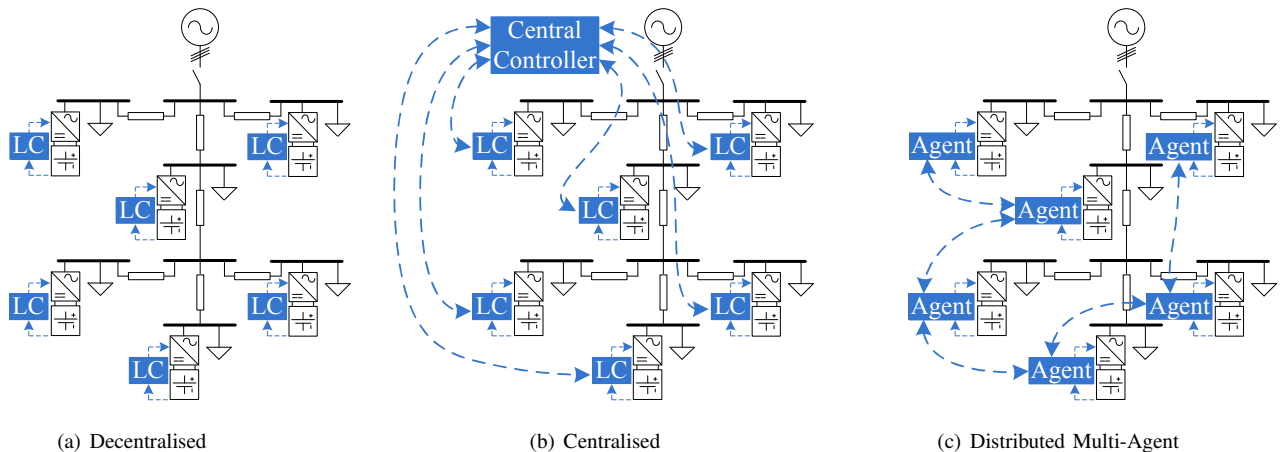 Central
Controller
LC
LC
LC
LC
LC
LC
LC
LC
LC
LC
LC
LC
Agent
Agent
Agent
Agent
Agent
Agent
(a) Decentralised
(b) Centralised
(c) Distributed Multi-Agent